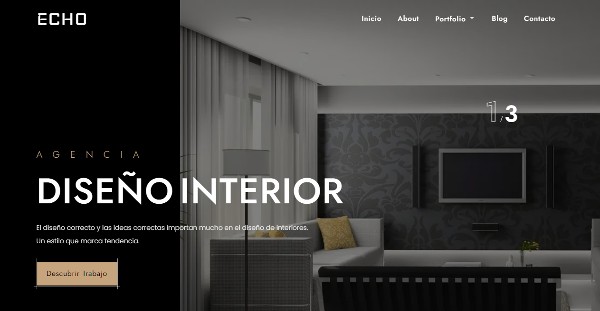 ECHO
Inicio About Portfolio Blog Contacto
1/3
AGENCIA
DISEÑO INTERIOR
El diseño correcto y las ideas correctas importan mucho en el diseño de interiores.
Un estilo que marca tendencia.
Descubrir Trabajo